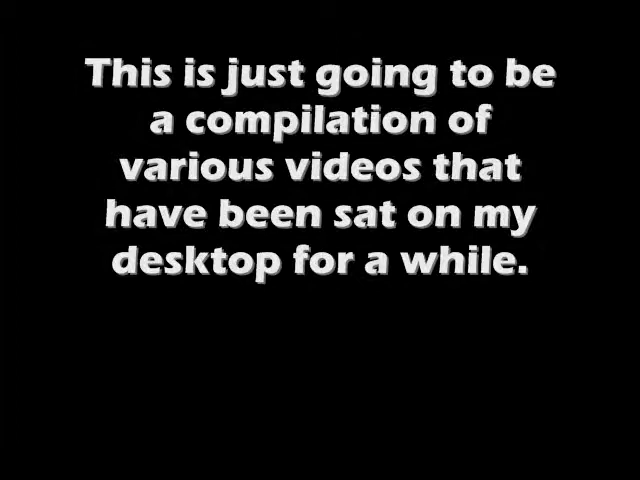 This is just going to be
a compilation of
various videos that
have been sat on my
desktop for a while.